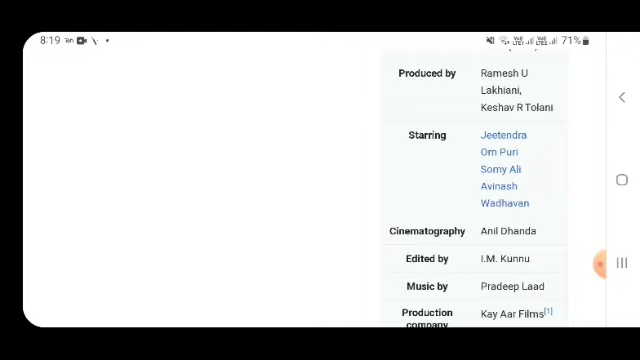 8:19
71%
Produced by Ramesh U
Lakhiani,
Keshav R Tolani
Starring Jeetendra
Om Puri
Somy Ali
Avinash
Wadhavan
Cinematography Anil Dhanda
Edited by I.M. Kunnu
Music by Pradeep Laad
Production Kay Aar Films[1]
company